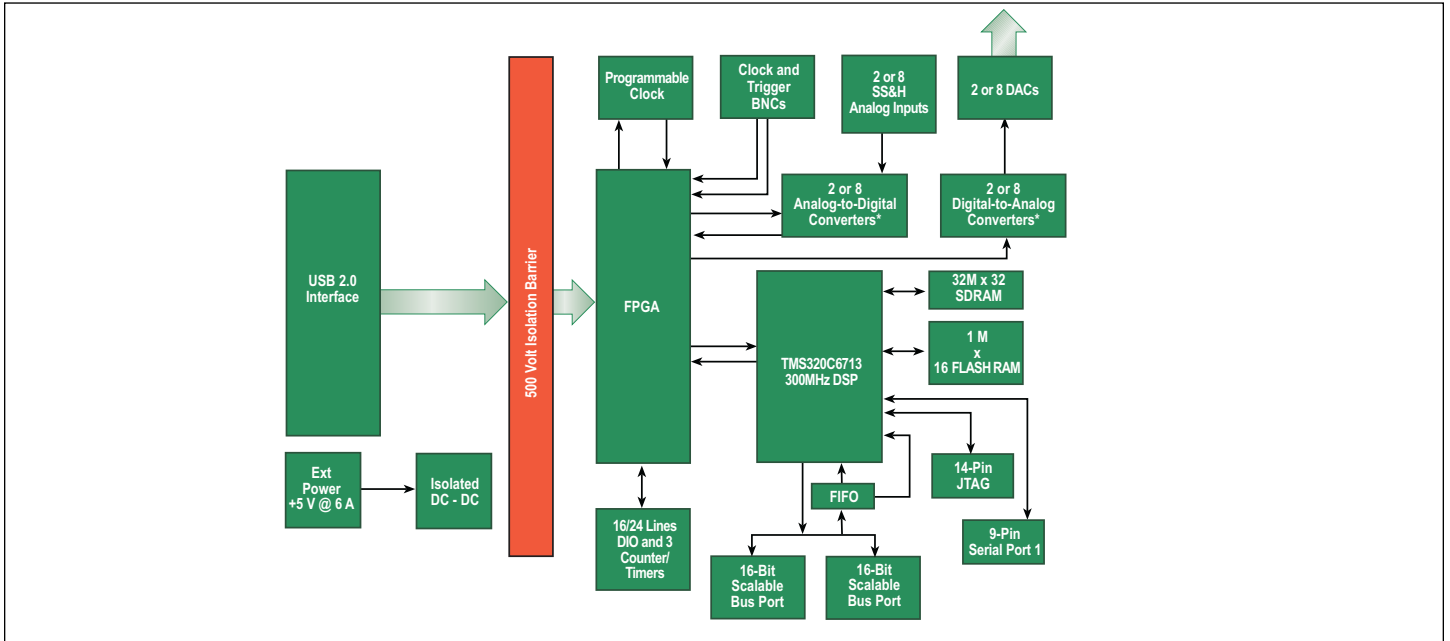 Programmable
Clock
Clock and
Trigger
BNCs
2 or 8
SS&H
Analog Inputs
2 or 8 DACs
USB 2.0
Interface
500 Volt Isolation Barrier
FPGA
2 or 8
Analog-to-Digital
Converters*
2 or 8
Digital-to-Analog
Converters*
TMS320C6713
300MHz DSP
32M x 32
SDRAM
1 M
x
16 FLASH RAM
Ext
Power
+5 V @ 6 A
Isolated
DC - DC
16/24 Lines
DIO and 3
Counter/
Timers
FIFO
14-Pin
JTAG
9-Pin
Serial Port 1
16-Bit
Scalable
Bus Port
16-Bit
Scalable
Bus Port